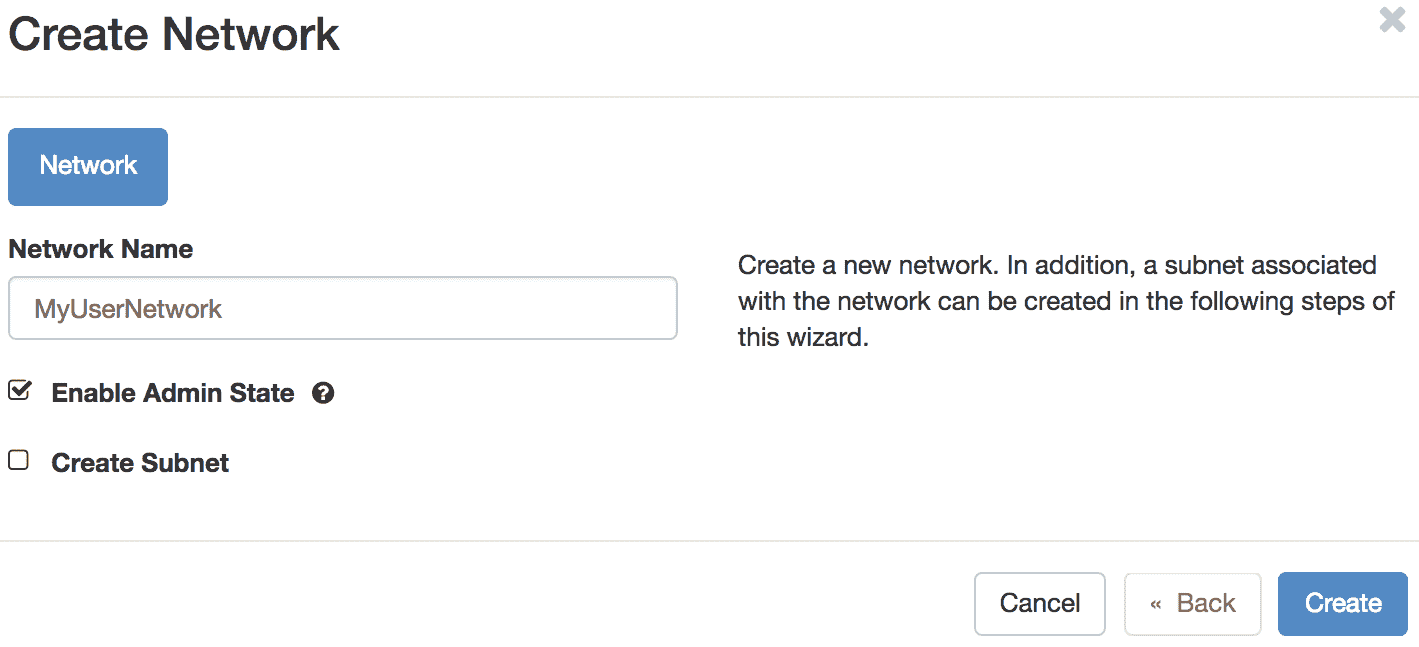 Create Network
Network
Network Name
MyUserNetwork
Enable Admin State
Create Subnet
Create a new network. In addition, a subnet associated
with the network can be created in the following steps of
this wizard.
Cancel
« Back
Create